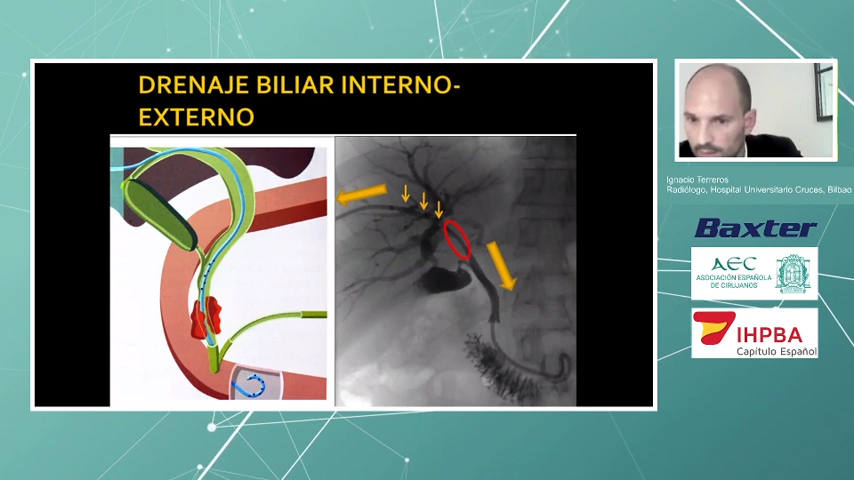 DRENAJE BILIAR INTERNO-
EXTERNO
Ignacio Terreros
Radiólogo, Hospital Universitario Cruces, Bilbao
Baxter
AEC
ASOCIACIÓN ESPAÑOLA
DE CIRUJANOS
IHPBA
Capítulo Español